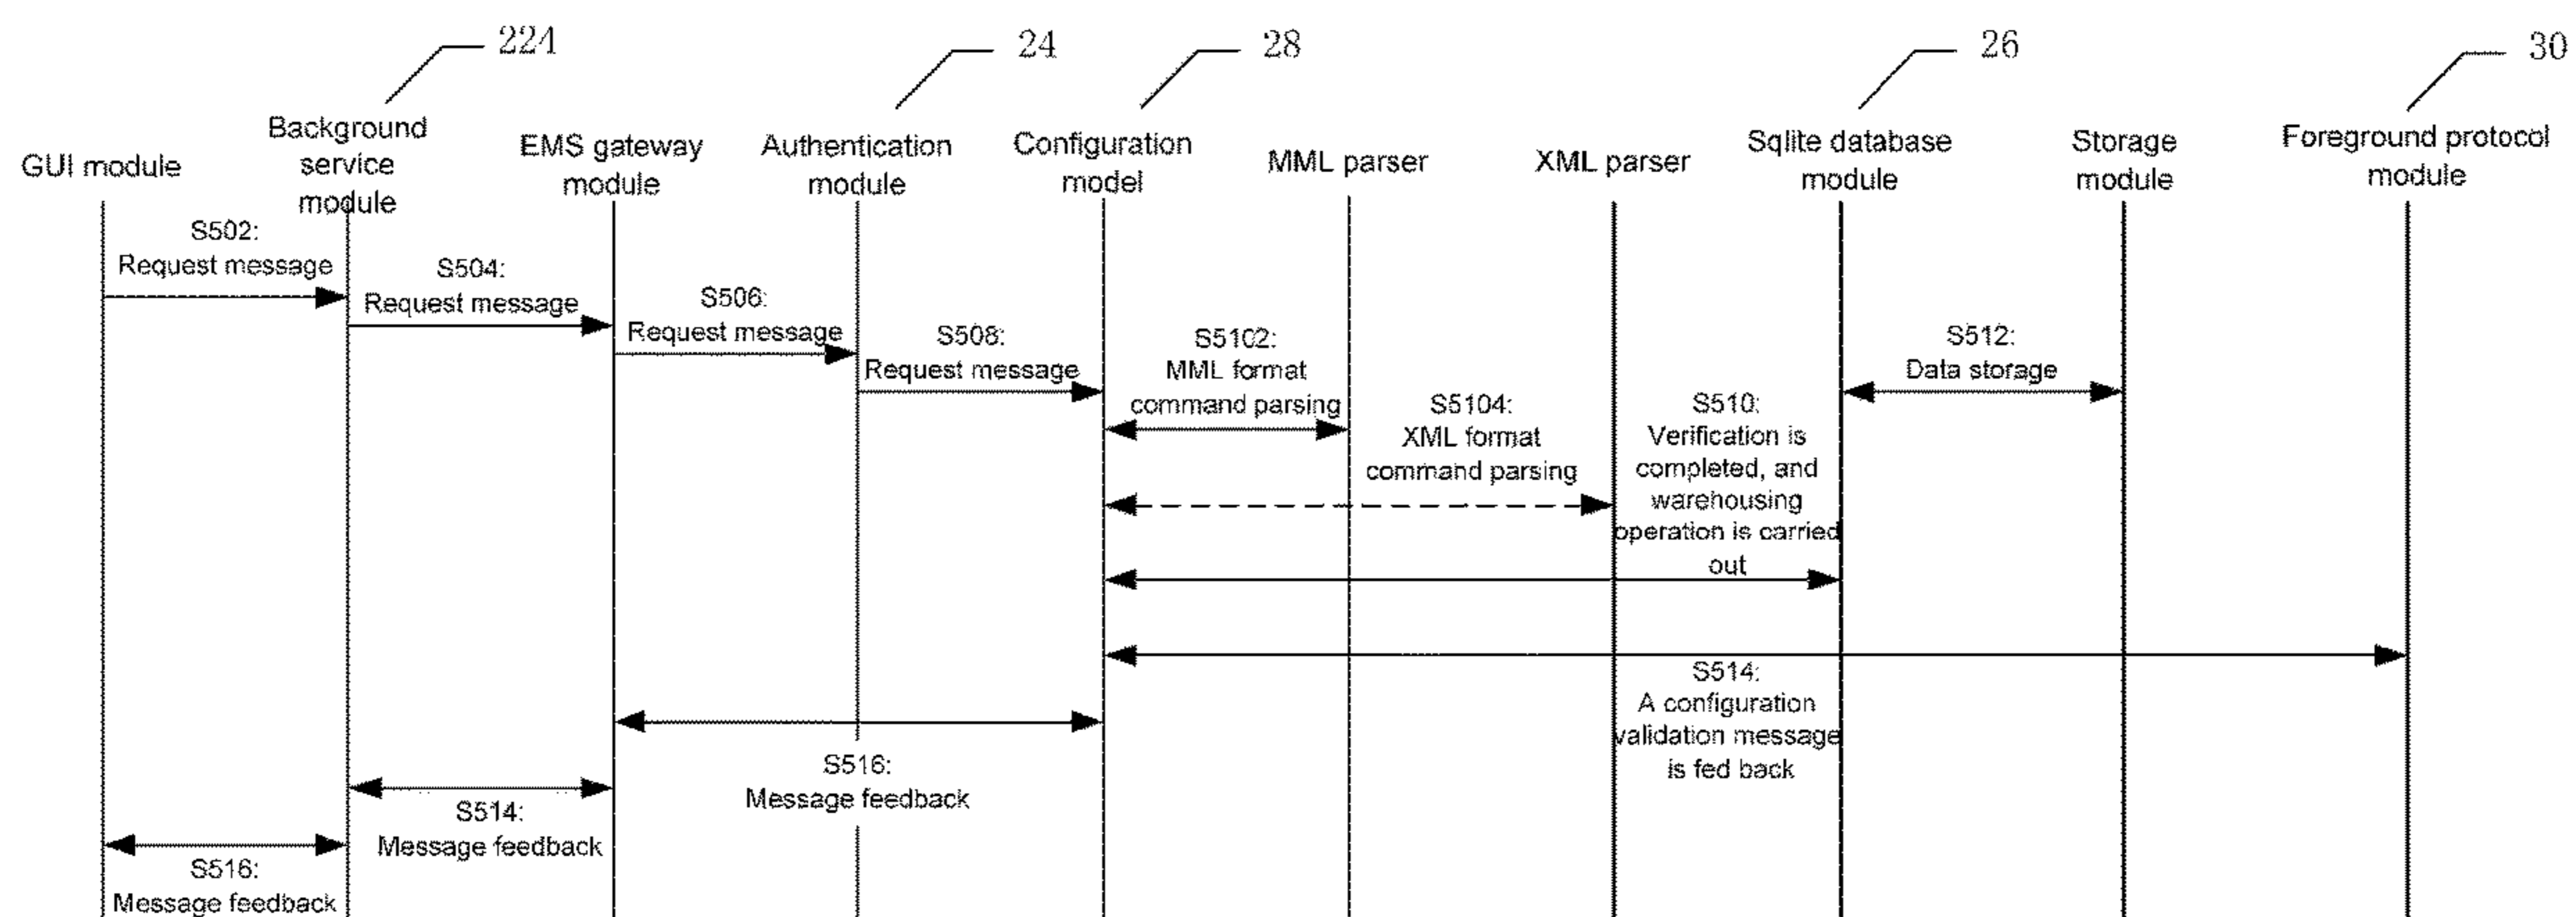 224
24
28
26
30
GUI module
Background
service
module
EMS gateway
module
Authentication
module
Configuration
model
MML parser
XML parser
Sqlite database
module
Storage
module
Foreground protocol
module
S502:
Request message
S504:
Request message
S506:
Request message
S508:
Request message
S5102:
MML format
command parsing
S5104:
XML format
command parsing
S510:
Verification is
completed, and
warehousing
operation is carried
out
S512:
Data storage
S514:
A configuration
validation message
is fed back
S516:
Message feedback
S514:
Message feedback
S516:
Message feedback